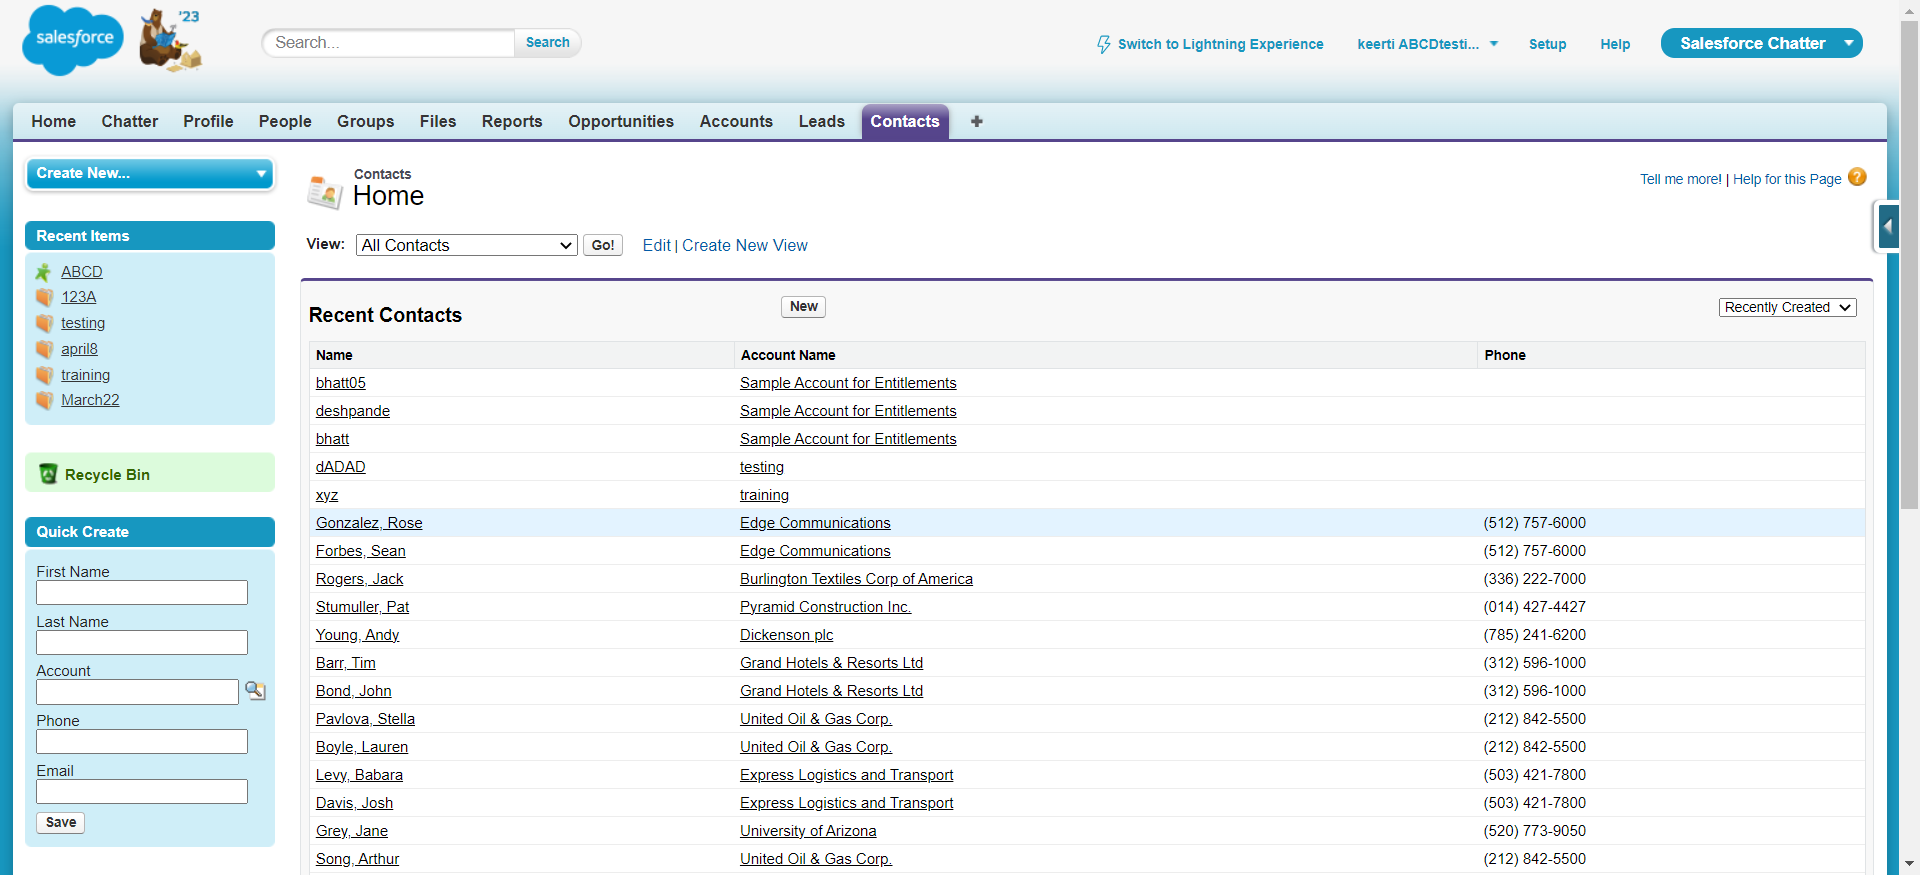 salesforce
'23
Search...
Search
Switch to Lightning Experience
keerti ABCDtesti...
Setup
Help
Salesforce Chatter
Home
Chatter
Profile
People
Groups
Files
Reports
Opportunities
Accounts
Leads
Contacts
+
Create New...
Recent Items
ABCD
123A
testing
april8
training
March22
Recycle Bin
Quick Create
First Name
Last Name
Account
Phone
Email
Save
Contacts
Home
Tell me more! | Help for this Page ?
View: All Contacts Go! Edit | Create New View
Recent Contacts New Recently Created
Name Account Name Phone
bhatt05 Sample Account for Entitlements
deshpande Sample Account for Entitlements
bhatt Sample Account for Entitlements
dADAD testing
xyz training
Gonzalez, Rose Edge Communications (512) 757-6000
Forbes, Sean Edge Communications (512) 757-6000
Rogers, Jack Burlington Textiles Corp of America (336) 222-7000
Stumuller, Pat Pyramid Construction Inc. (014) 427-4427
Young, Andy Dickenson plc (785) 241-6200
Barr, Tim Grand Hotels & Resorts Ltd (312) 596-1000
Bond, John Grand Hotels & Resorts Ltd (312) 596-1000
Pavlova, Stella United Oil & Gas Corp. (212) 842-5500
Boyle, Lauren United Oil & Gas Corp. (212) 842-5500
Levy, Babara Express Logistics and Transport (503) 421-7800
Davis, Josh Express Logistics and Transport (503) 421-7800
Grey, Jane University of Arizona (520) 773-9050
Song, Arthur United Oil & Gas Corp. (212) 842-5500